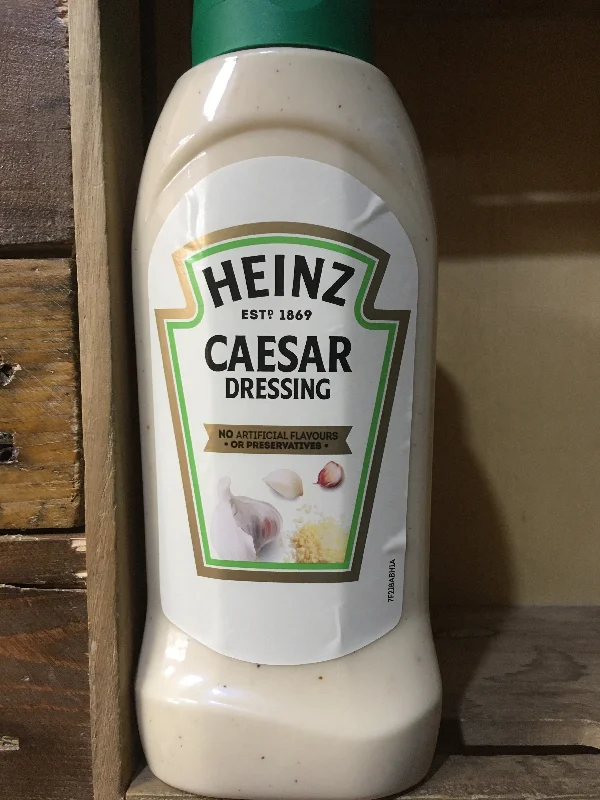 HEINZ
ESTD 1869
CAESAR
DRESSING
NO ARTIFICIAL FLAVOURS
• OR PRESERVATIVES •